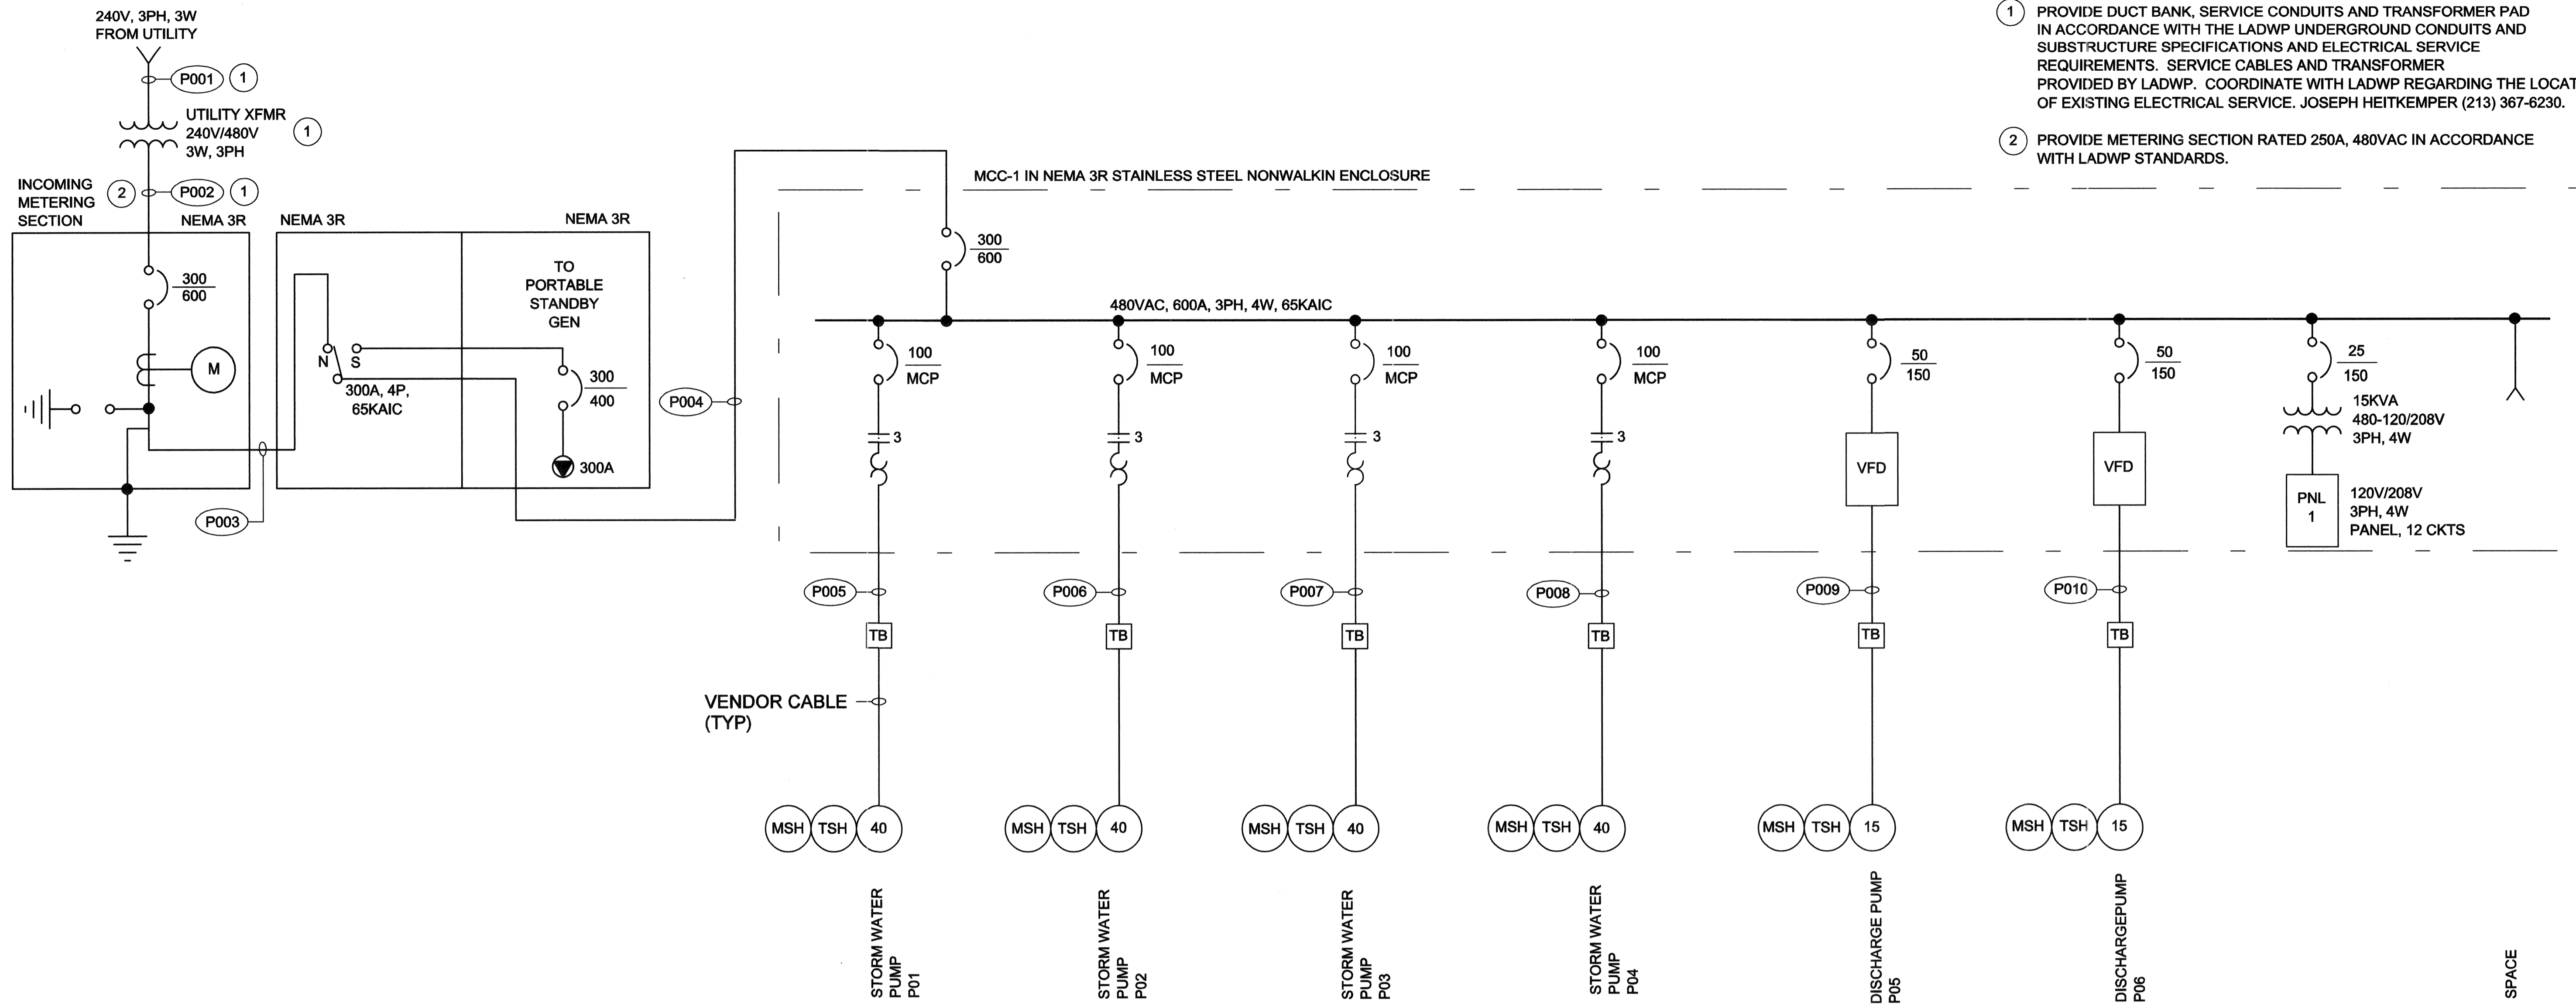 240V, 3PH, 3W
FROM UTILITY
P001
1
UTILITY XFMR
240V/480V
3W, 3PH
1
INCOMING
METERING
SECTION
2
P002
1
NEMA 3R
NEMA 3R
NEMA 3R
300
600
M
N
S
300A, 4P,
65KAIC
TO
PORTABLE
STANDBY
GEN
300
400
300A
P003
P004
1
PROVIDE DUCT BANK, SERVICE CONDUITS AND TRANSFORMER PAD
IN ACCORDANCE WITH THE LADWP UNDERGROUND CONDUITS AND
SUBSTRUCTURE SPECIFICATIONS AND ELECTRICAL SERVICE
REQUIREMENTS. SERVICE CABLES AND TRANSFORMER
PROVIDED BY LADWP. COORDINATE WITH LADWP REGARDING THE LOCAT
OF EXISTING ELECTRICAL SERVICE. JOSEPH HEITKEMPER (213) 367-6230.
2
PROVIDE METERING SECTION RATED 250A, 480VAC IN ACCORDANCE
WITH LADWP STANDARDS.
MCC-1 IN NEMA 3R STAINLESS STEEL NONWALKIN ENCLOSURE
300
600
480VAC, 600A, 3PH, 4W, 65KAIC
100
MCP
3
100
MCP
3
100
MCP
3
100
MCP
3
50
150
VFD
50
150
VFD
25
150
15KVA
480-120/208V
3PH, 4W
PNL
1
120V/208V
3PH, 4W
PANEL, 12 CKTS
P005
P006
P007
P008
P009
P010
TB
TB
TB
TB
TB
TB
VENDOR CABLE
(TYP)
MSH
TSH
40
MSH
TSH
40
MSH
TSH
40
MSH
TSH
40
MSH
TSH
15
MSH
TSH
15
STORM WATER
PUMP
P01
STORM WATER
PUMP
P02
STORM WATER
PUMP
P03
STORM WATER
PUMP
P04
DISCHARGE PUMP
P05
DISCHARGEPUMP
P06
SPACE